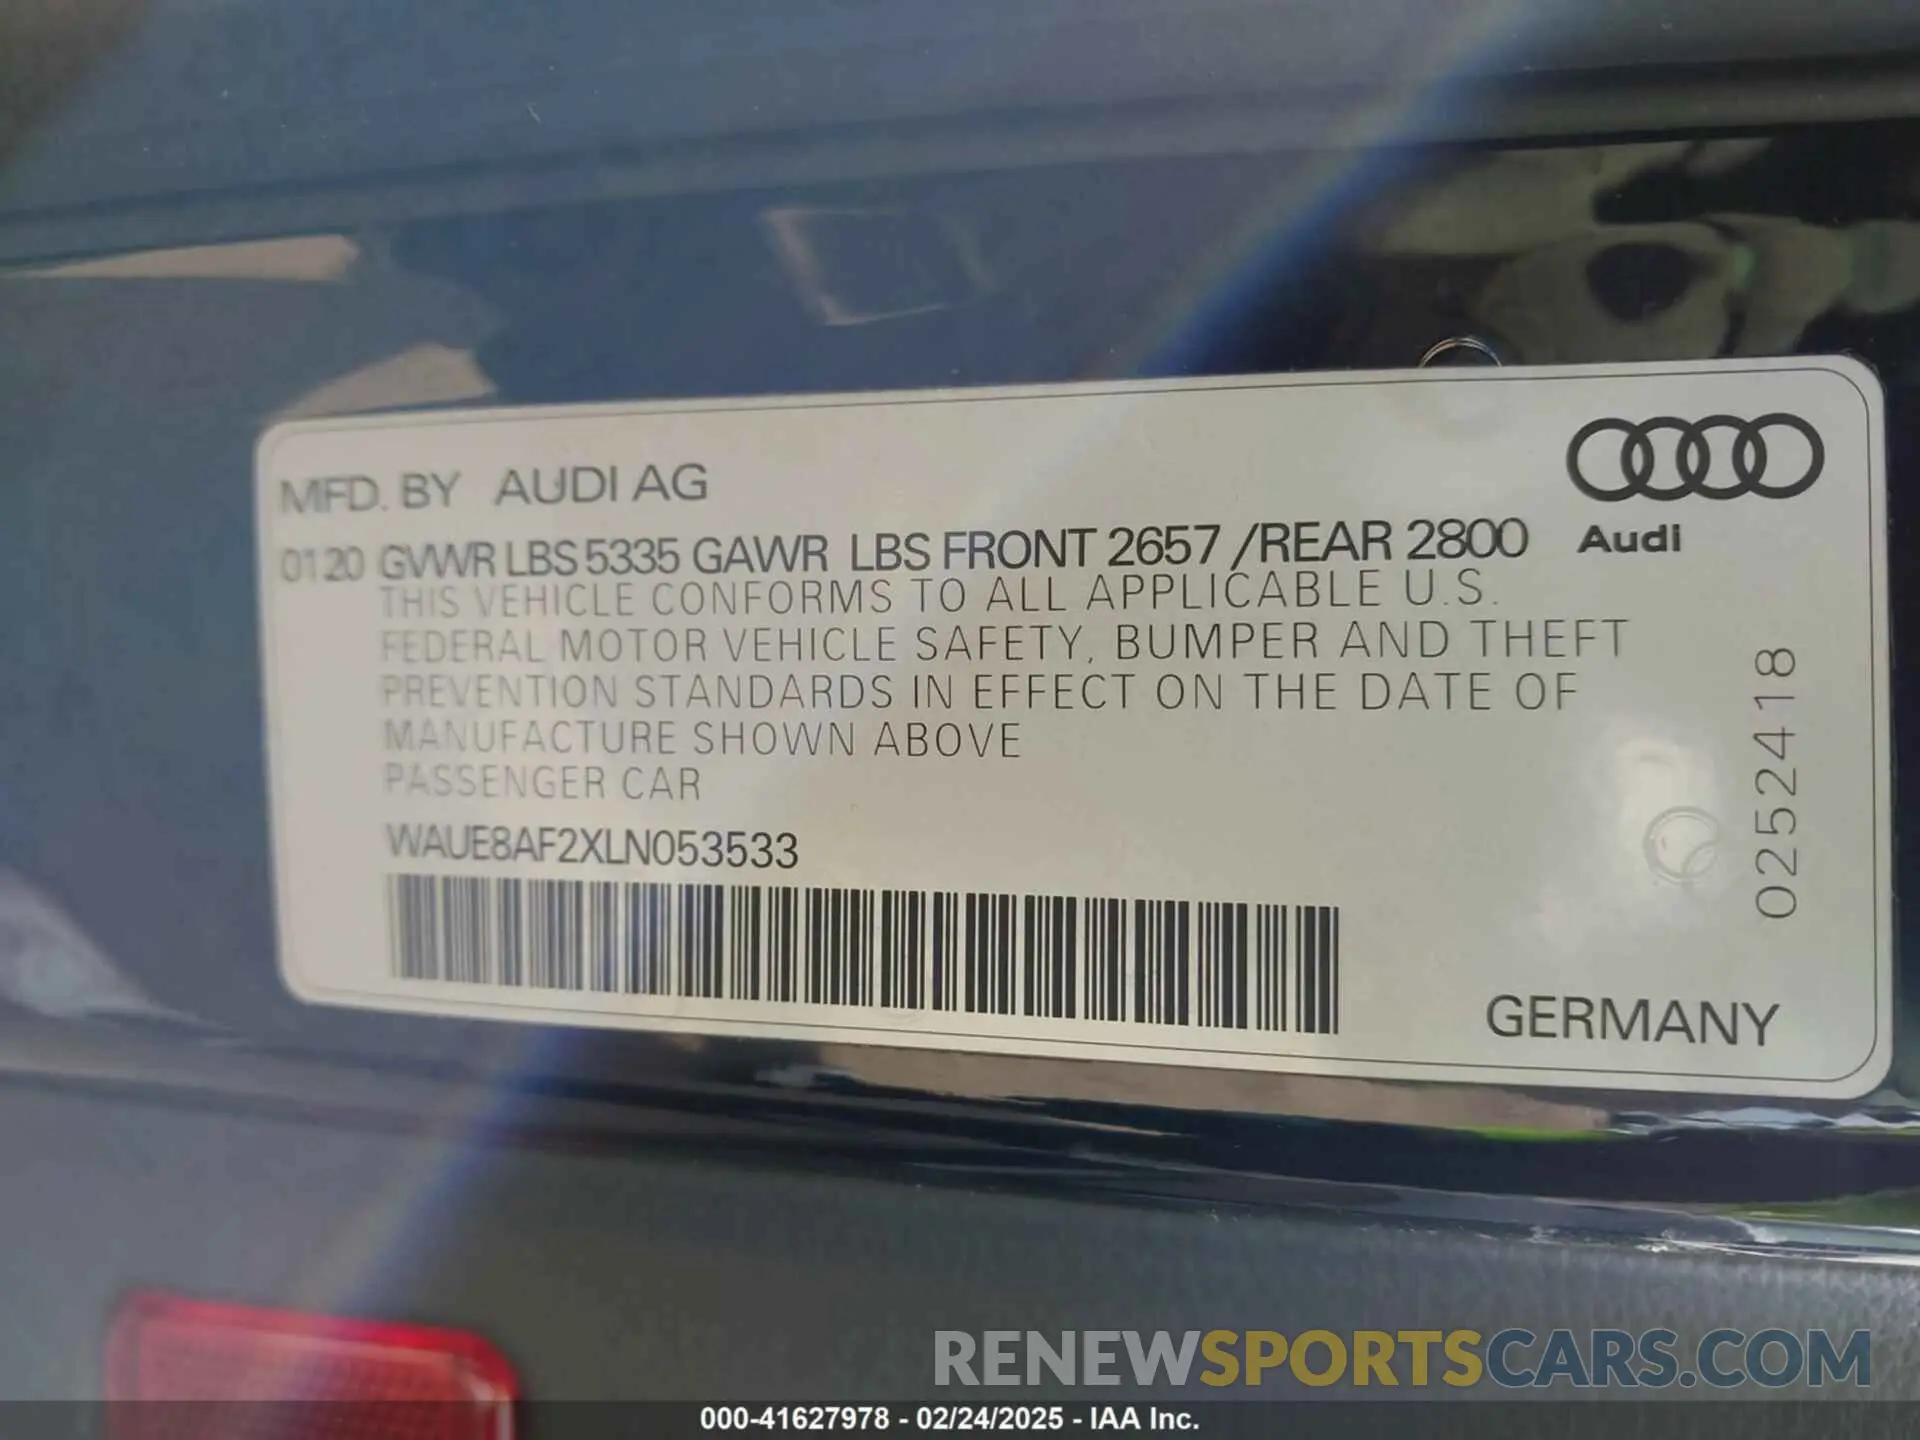 MFD. BY AUDI AG
0120 GVWR LBS 5335 GAWR LBS FRONT 2657 /REAR 2800
Audi
THIS VEHICLE CONFORMS TO ALL APPLICABLE U.S.
FEDERAL MOTOR VEHICLE SAFETY, BUMPER AND THEFT
PREVENTION STANDARDS IN EFFECT ON THE DATE OF
MANUFACTURE SHOWN ABOVE
PASSENGER CAR
WAUE8AF2XLN053533
0252418
GERMANY
RENEWSPORTSCARS.COM
000-41627978 - 02/24/2025 - IAA Inc.